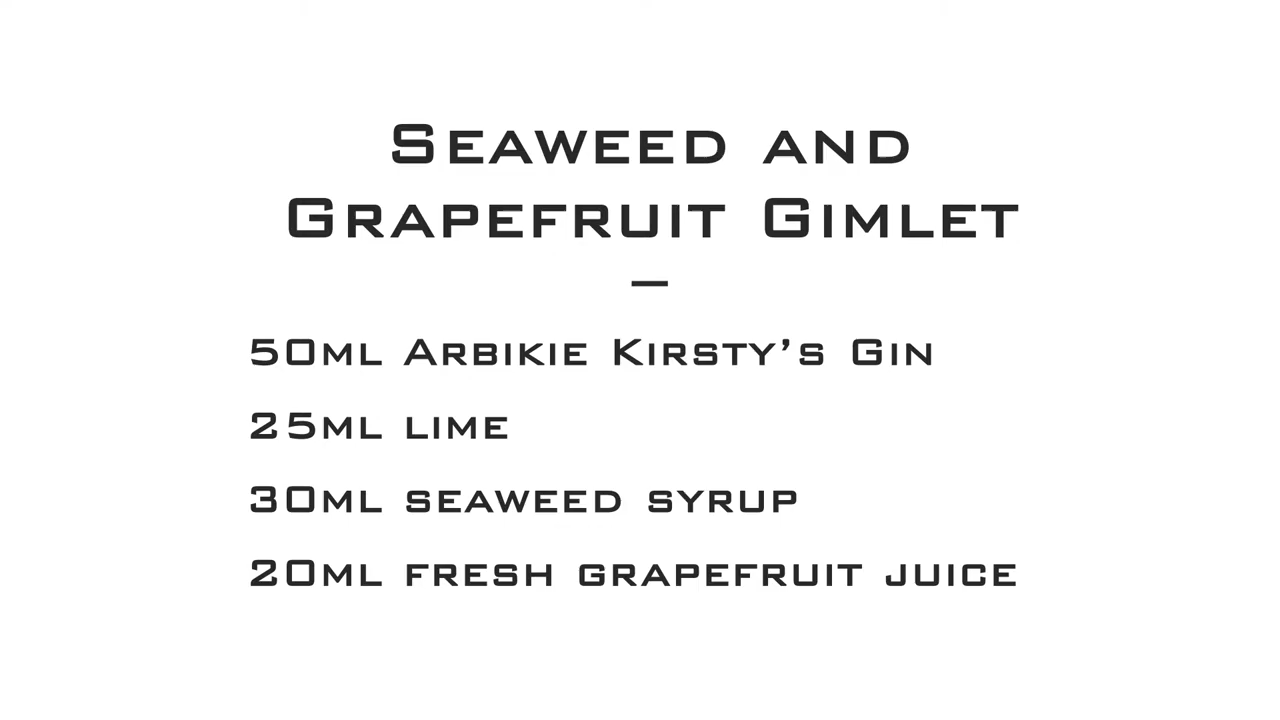 Seaweed and
Grapefruit Gimlet
–
50ml Arbikie Kirsty’s Gin
25ml lime
30ml seaweed syrup
20ml fresh grapefruit juice